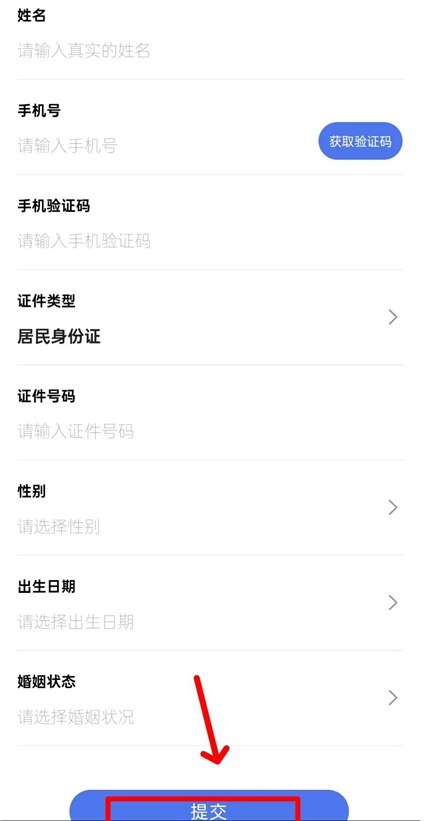 姓名
请输入真实的姓名
手机号
请输入手机号
获取验证码
手机验证码
请输入手机验证码
证件类型
居民身份证
证件号码
请输入证件号码
性别
请选择性别
出生日期
请选择出生日期
婚姻状态
请选择婚姻状况
提交